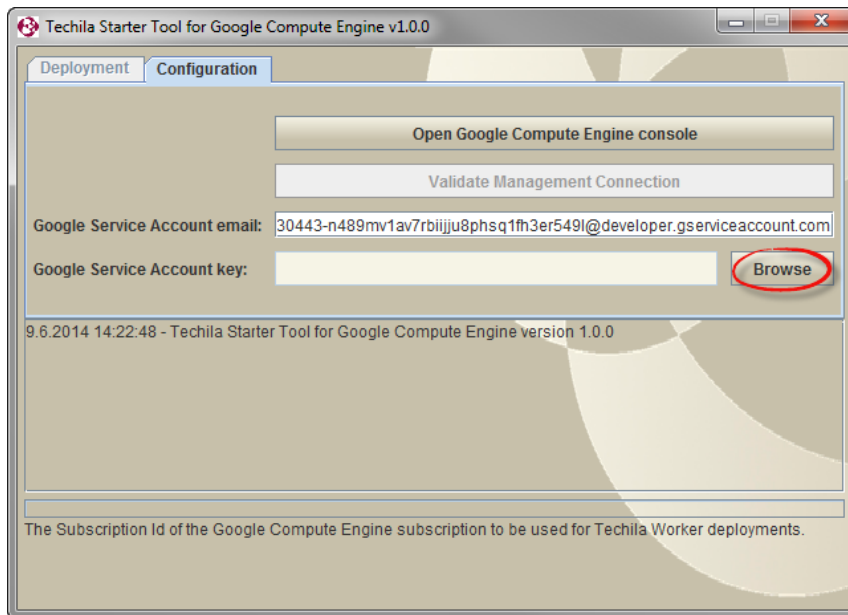 Techila Starter Tool for Google Compute Engine v1.0.0
Deployment Configuration
Open Google Compute Engine console
Validate Management Connection
Google Service Account email: 30443-n489mv1av7rbiijju8phsq1fh3er549l@developer.gserviceaccount.com
Google Service Account key: Browse
9.6.2014 14:22:48 - Techila Starter Tool for Google Compute Engine version 1.0.0
The Subscription Id of the Google Compute Engine subscription to be used for Techila Worker deployments.